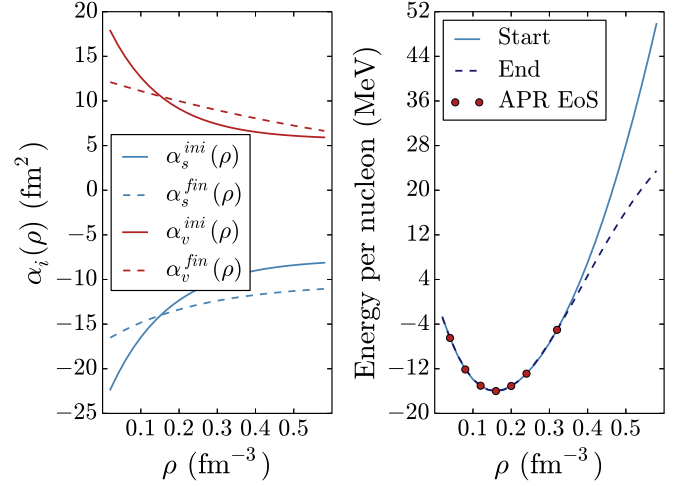 20
15
10
5
0
−5
−10
−15
−20
−25
0.1 0.2 0.3 0.4 0.5
ρ (fm⁻³)
αᵢ(ρ) (fm²)
α_s^{ini}(ρ)
α_s^{fin}(ρ)
α_v^{ini}(ρ)
α_v^{fin}(ρ)
52
44
36
28
20
12
4
−4
−12
−20
0.1 0.2 0.3 0.4 0.5
ρ (fm⁻³)
Energy per nucleon (MeV)
Start
End
APR EoS